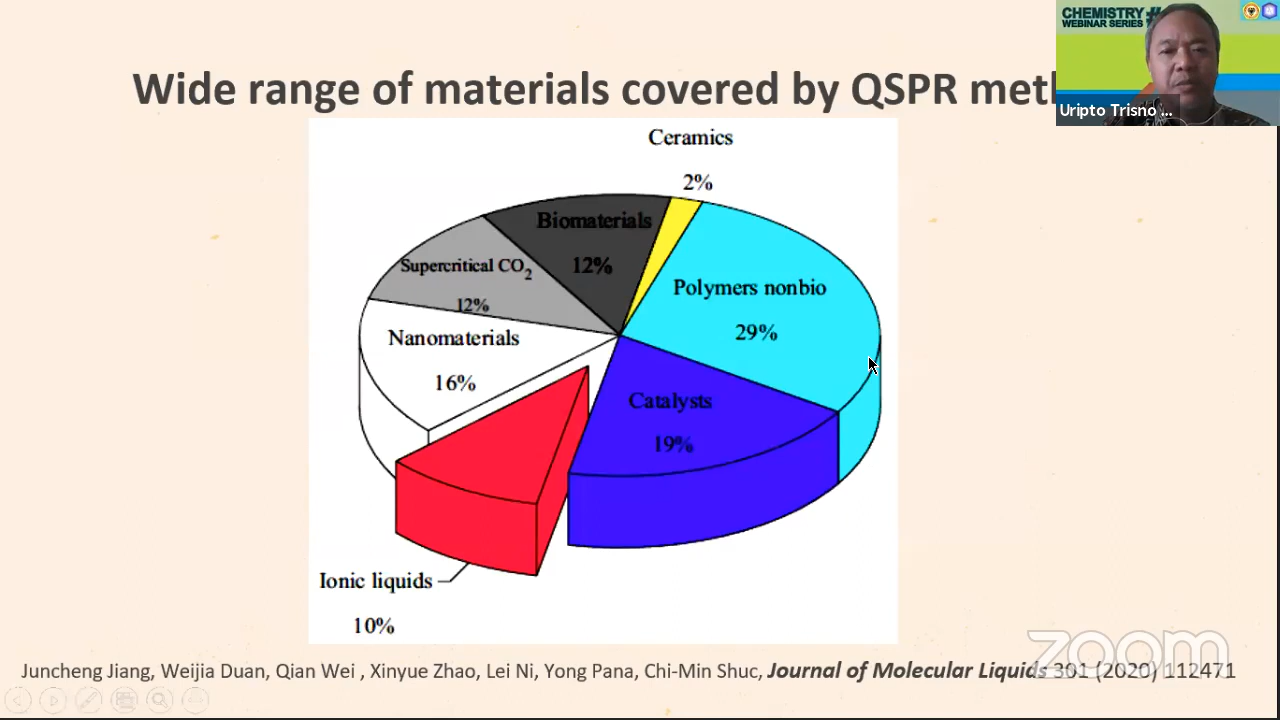 CHEMISTRY #
WEBINAR SERIES
Uripto Trisno ...
Wide range of materials covered by QSPR
Ceramics
2%
Biomaterials
12%
Supercritical CO2
12%
Polymers nonbio
29%
Nanomaterials
16%
Catalysts
19%
Ionic liquids
10%
zoom
Juncheng Jiang, Weijia Duan, Qian Wei , Xinyue Zhao, Lei Ni, Yong Pana, Chi-Min Shuc, Journal of Molecular Liquids 301 (2020) 112471